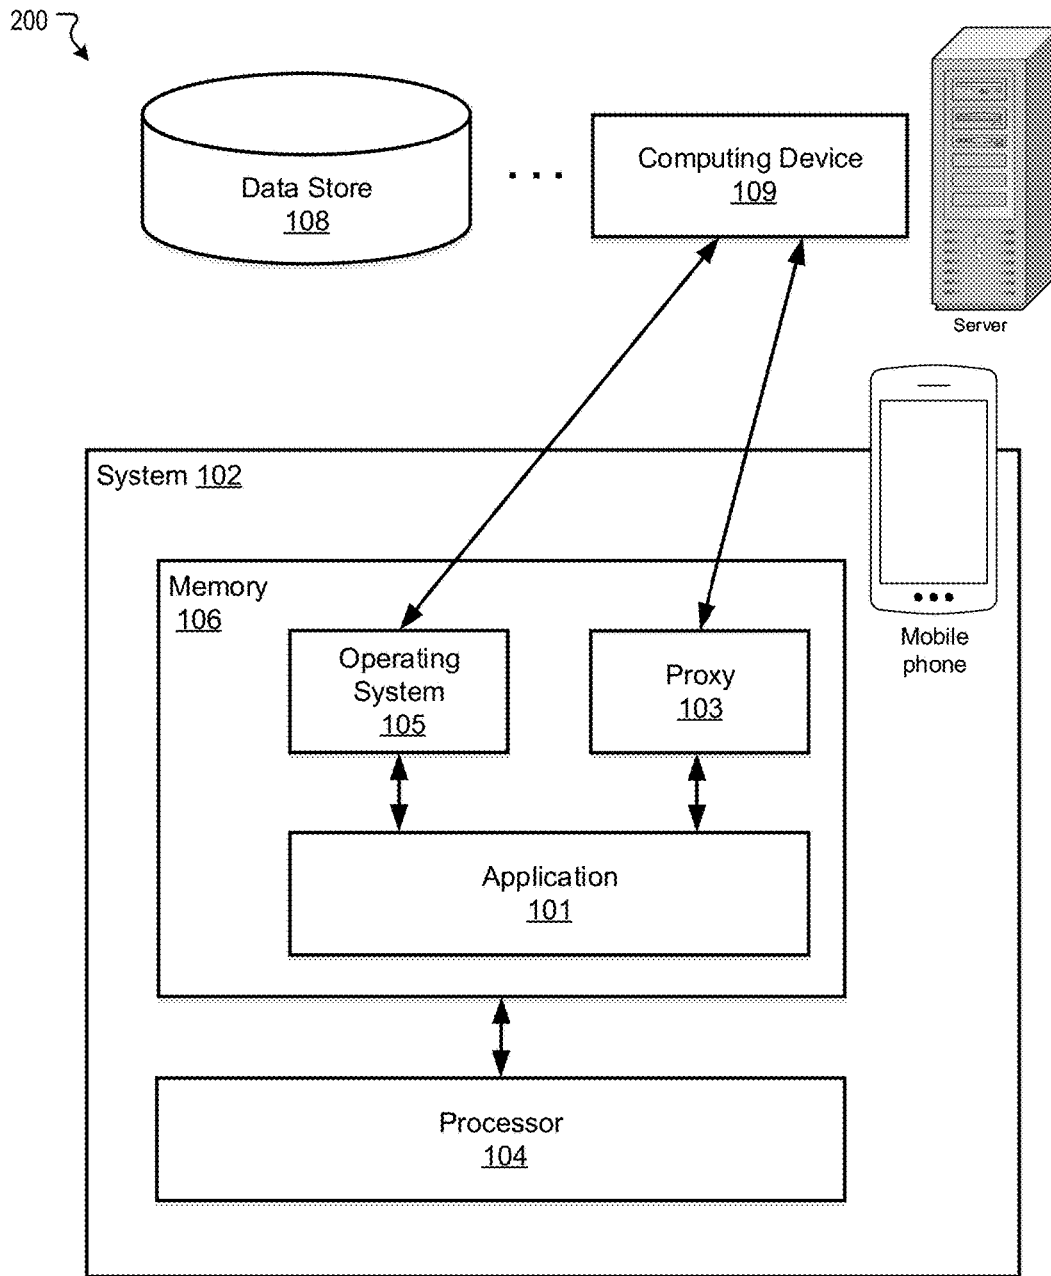 200
Data Store
108
. . .
Computing Device
109
Server
System 102
Mobile
phone
Memory
106
Operating
System
105
Proxy
103
Application
101
Processor
104